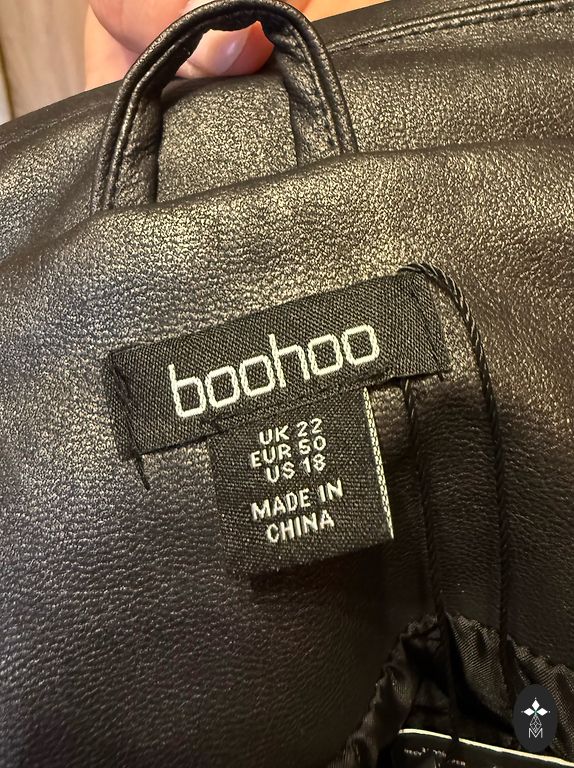 boohoo
UK 22
EUR 50
US 18
MADE IN
CHINA
M